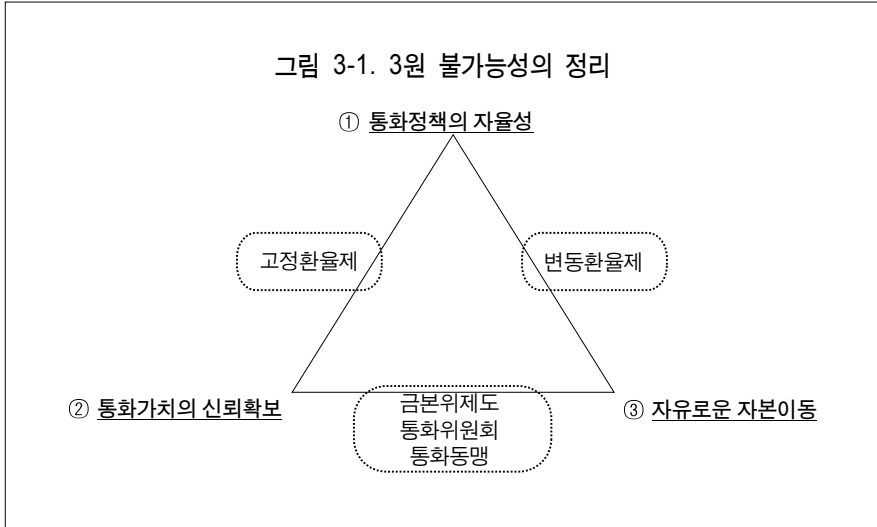 그림 3-1. 3원 불가능성의 정리
① 통화정책의 자율성
고정환율제
변동환율제
② 통화가치의 신뢰확보
금본위제도
통화위원회
통화동맹
③ 자유로운 자본이동